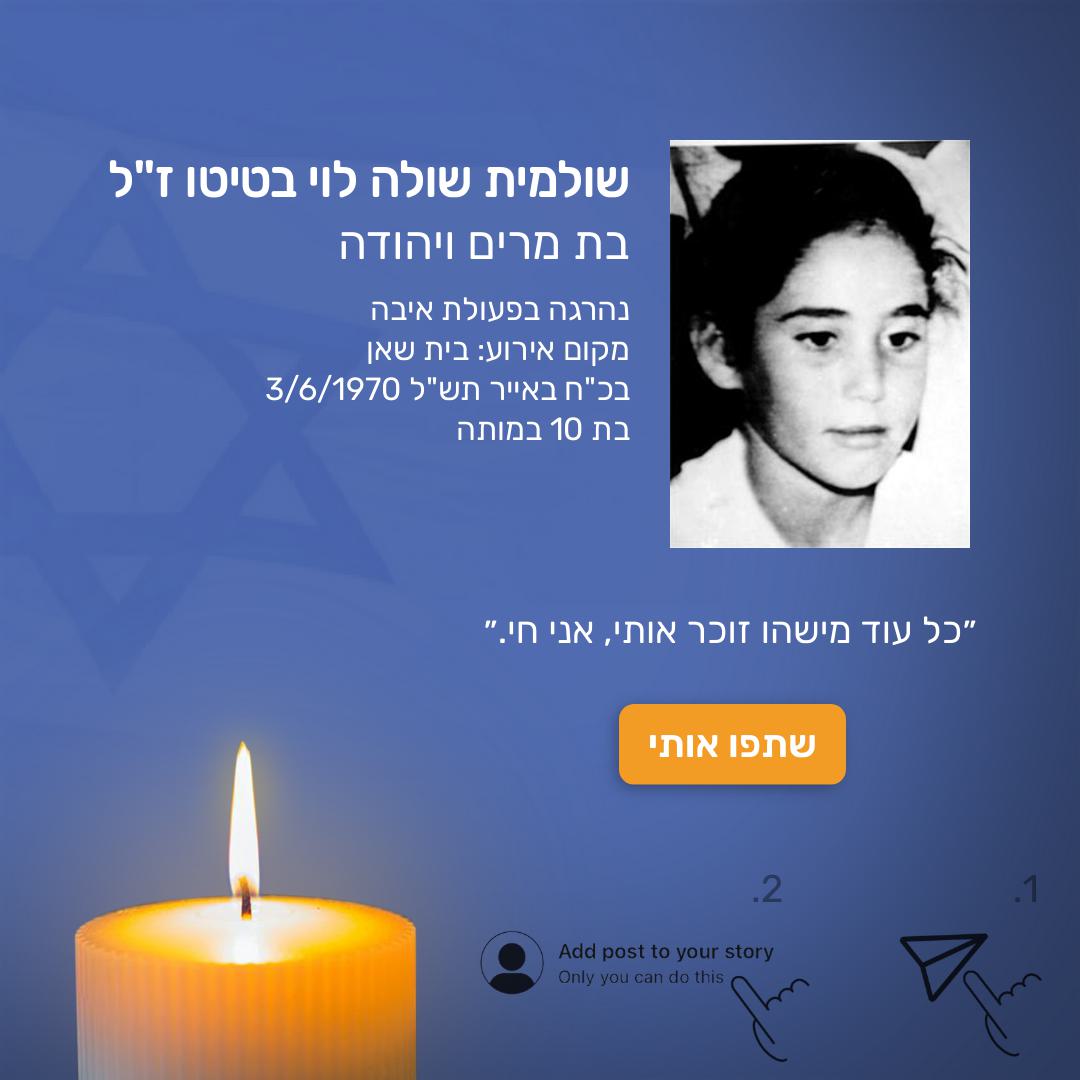 שולמית שולה לוי בטיטו ז"ל
בת מרים ויהודה
נהרגה בפעולת איבה
מקום אירוע: בית שאן
בכ"ח באייר תש"ל 3/6/1970
בת 10 במותה
״כל עוד מישהו זוכר אותי, אני חי.״
שתפו אותי
.1
.2
Add post to your story
Only you can do this